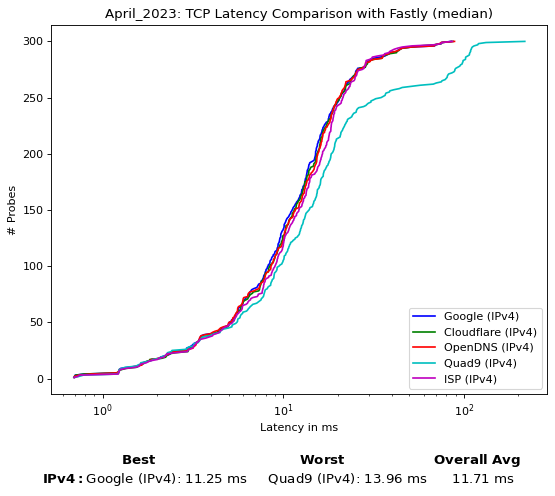 April_2023: TCP Latency Comparison with Fastly (median)
# Probes
300
250
200
150
100
50
0
10⁰ 10¹ 10²
Latency in ms
Google (IPv4)
Cloudflare (IPv4)
OpenDNS (IPv4)
Quad9 (IPv4)
ISP (IPv4)
Best Worst Overall Avg
IPv4: Google (IPv4): 11.25 ms Quad9 (IPv4): 13.96 ms 11.71 ms